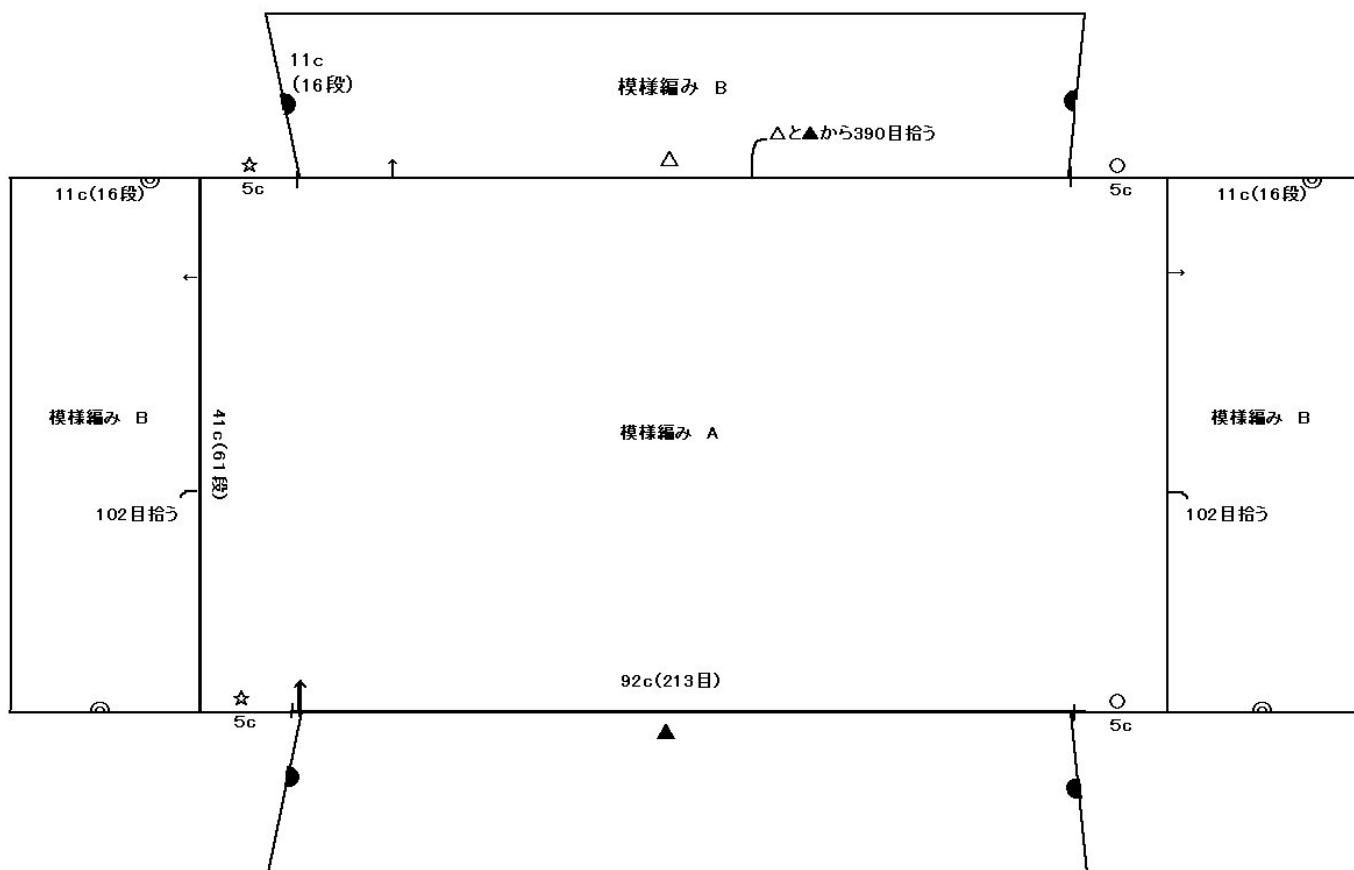 11c
(16段)
模様編み B
△と▲から390目拾う
☆
△
○
11c(16段)
5c
5c
11c(16段)
←
→
模様編み B
41c(61段)
模様編み A
模様編み B
102目拾う
102目拾う
92c(213目)
☆
○
5c
▲
5c